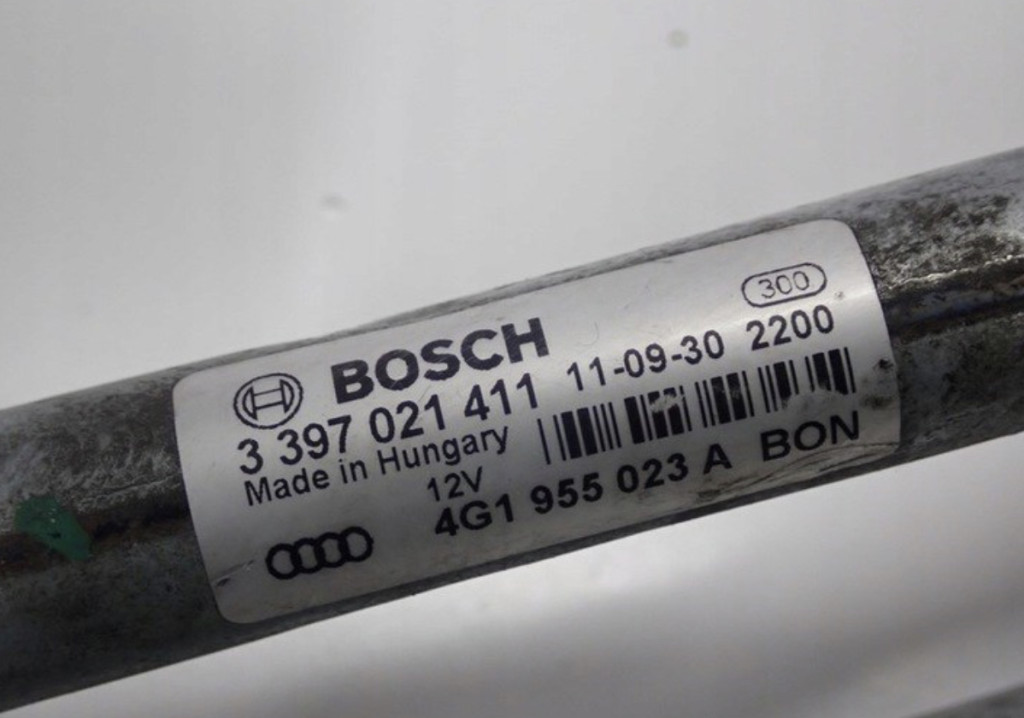 300
BOSCH
3 397 021 411 11-09-30 2200
Made in Hungary
12V
4G1 955 023 A BON